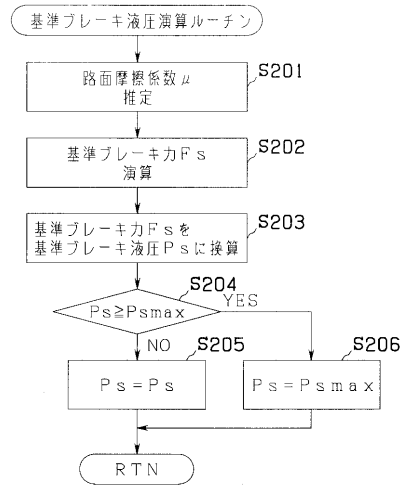 基準ブレーキ液圧演算ルーチン
S201
路面摩擦係数μ
推定
S202
基準ブレーキ力Fs
演算
S203
基準ブレーキ力Fsを
基準ブレーキ液圧Psに換算
S204
Ps≧Psmax
YES
NO
S205
Ps=Ps
S206
Ps=Psmax
RTN